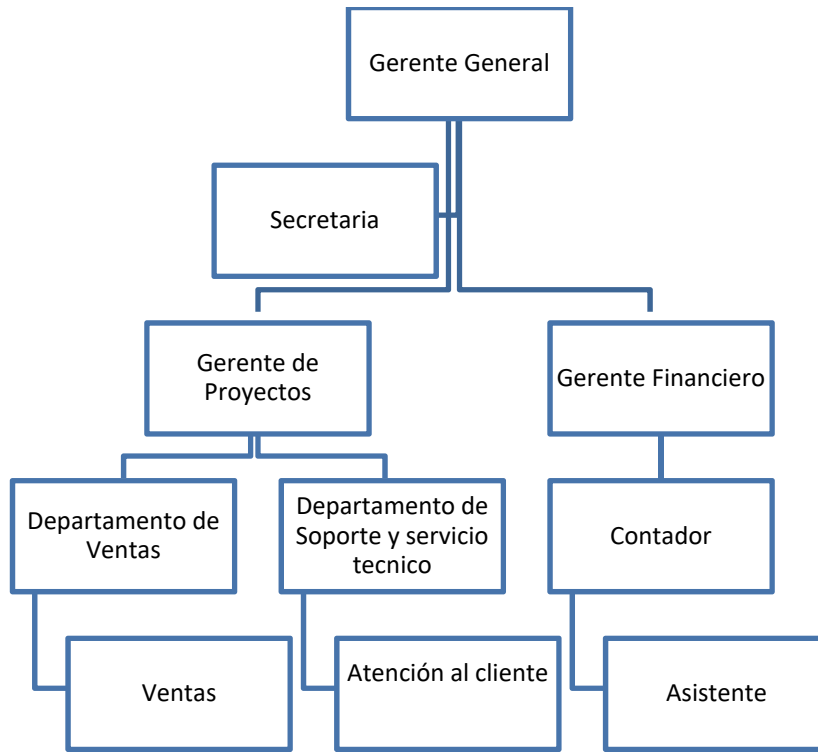 Gerente General
Secretaria
Gerente de
Proyectos
Gerente Financiero
Departamento de
Ventas
Departamento de
Soporte y servicio
tecnico
Contador
Ventas
Atención al cliente
Asistente